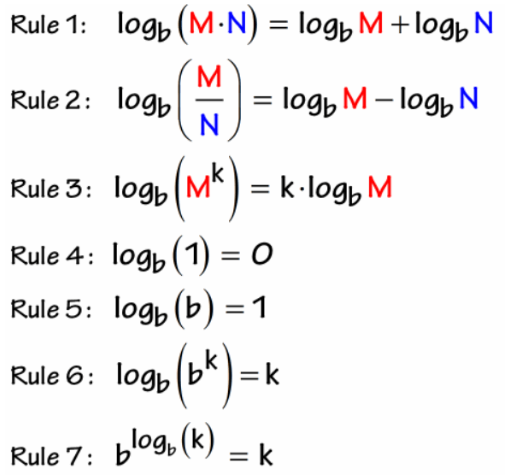 Rule 1: log_b (M·N) = log_b M + log_b N
Rule 2: log_b (M/N) = log_b M − log_b N
Rule 3: log_b (M^k) = k·log_b M
Rule 4: log_b (1) = 0
Rule 5: log_b (b) = 1
Rule 6: log_b (b^k) = k
Rule 7: b^(log_b (k)) = k